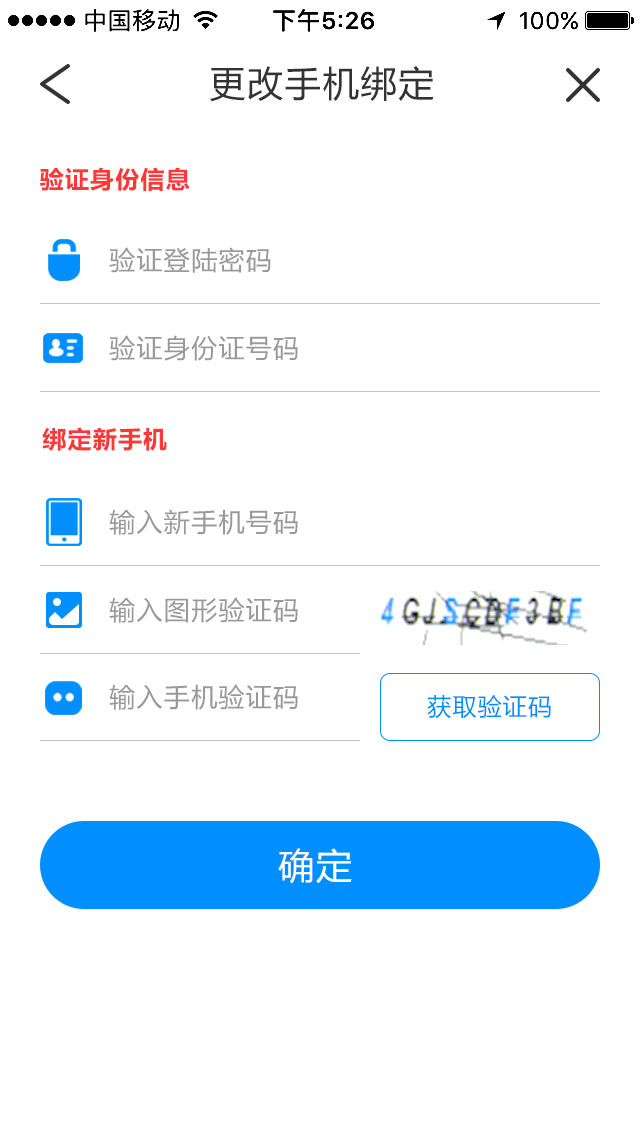 中国移动 下午5:26 100%
更改手机绑定
验证身份信息
验证登陆密码
验证身份证号码
绑定新手机
输入新手机号码
输入图形验证码
输入手机验证码 获取验证码
确定